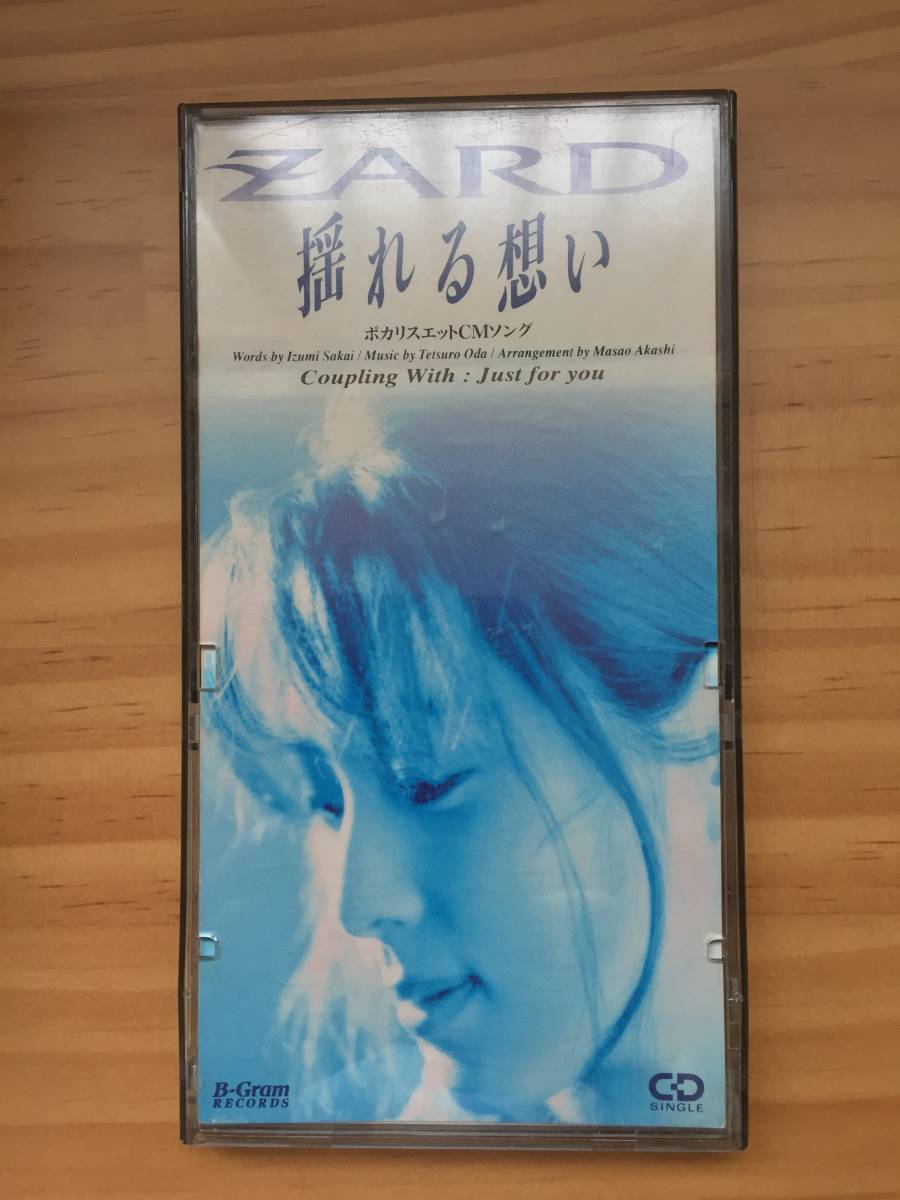 ZARD
揺れる想い
ポカリスエットCMソング
Words by Izumi Sakai / Music by Tetsuro Oda / Arrangement by Masao Akashi
Coupling With : Just for you
B-Gram
RECORDS
CD
SINGLE